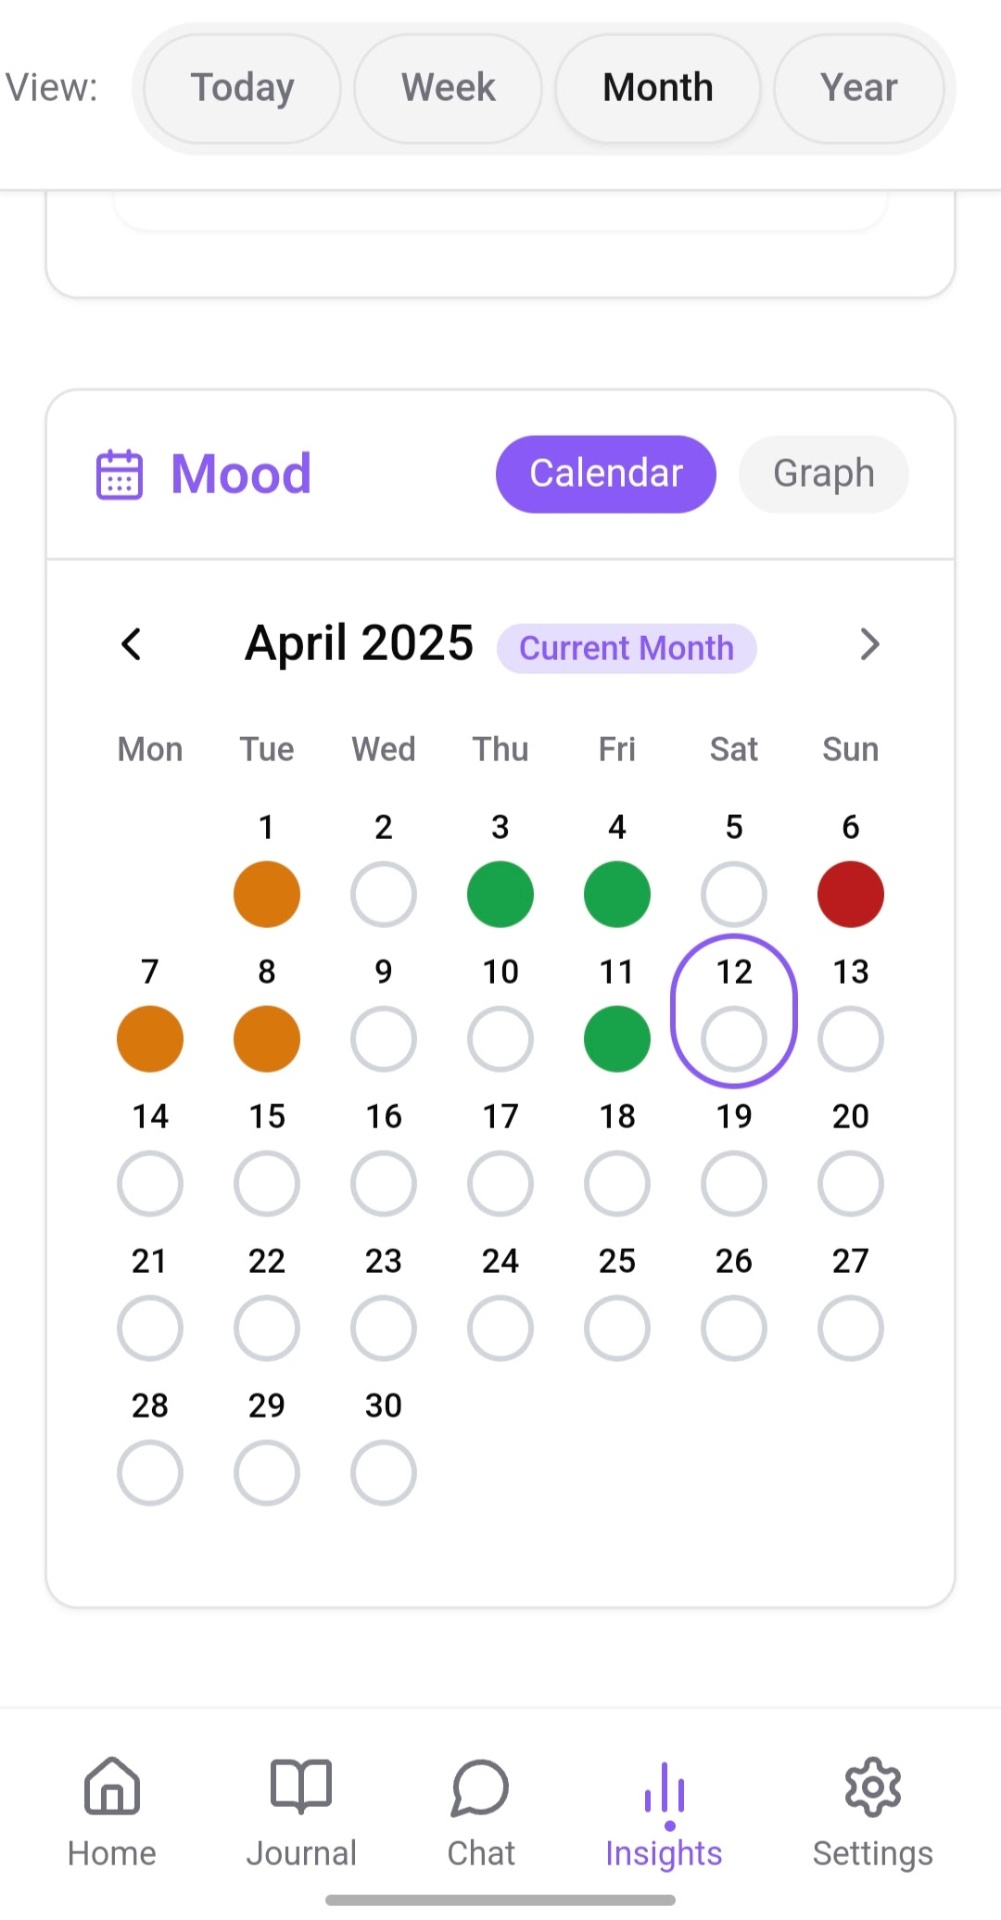 View: Today Week Month Year
Mood Calendar Graph
April 2025 Current Month
Mon Tue Wed Thu Fri Sat Sun
1 2 3 4 5 6
7 8 9 10 11 12 13
14 15 16 17 18 19 20
21 22 23 24 25 26 27
28 29 30
Home Journal Chat Insights Settings